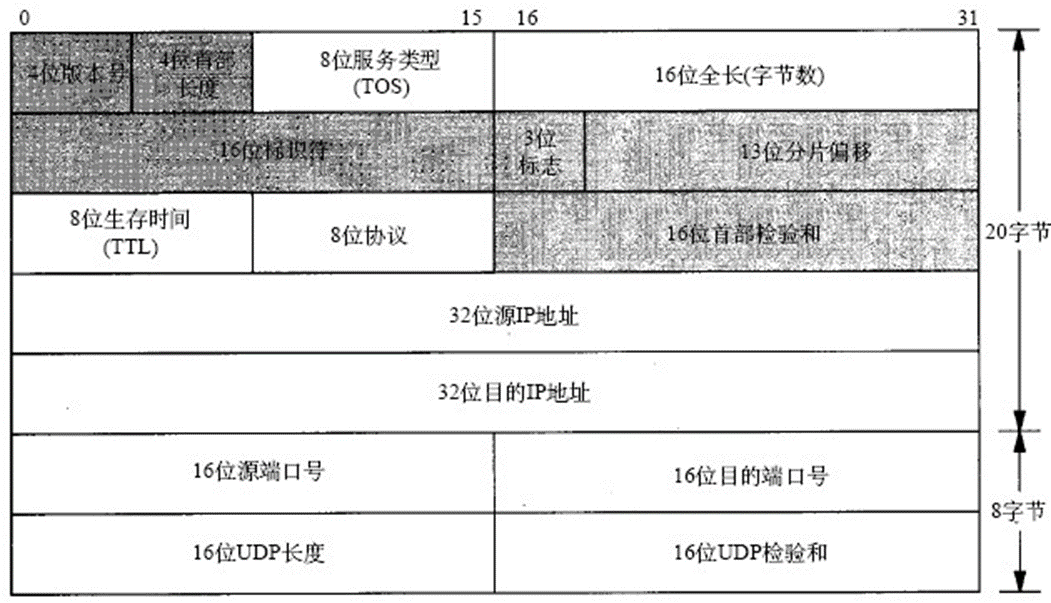 0 15 16 31
4位版本号
4位首部
长度
8位服务类型
(TOS)
16位全长(字节数)
16位标识符
3位
标志
13位分片偏移
8位生存时间
(TTL)
8位协议
16位首部检验和
20字节
32位源IP地址
32位目的IP地址
16位源端口号
16位目的端口号
8字节
16位UDP长度
16位UDP检验和